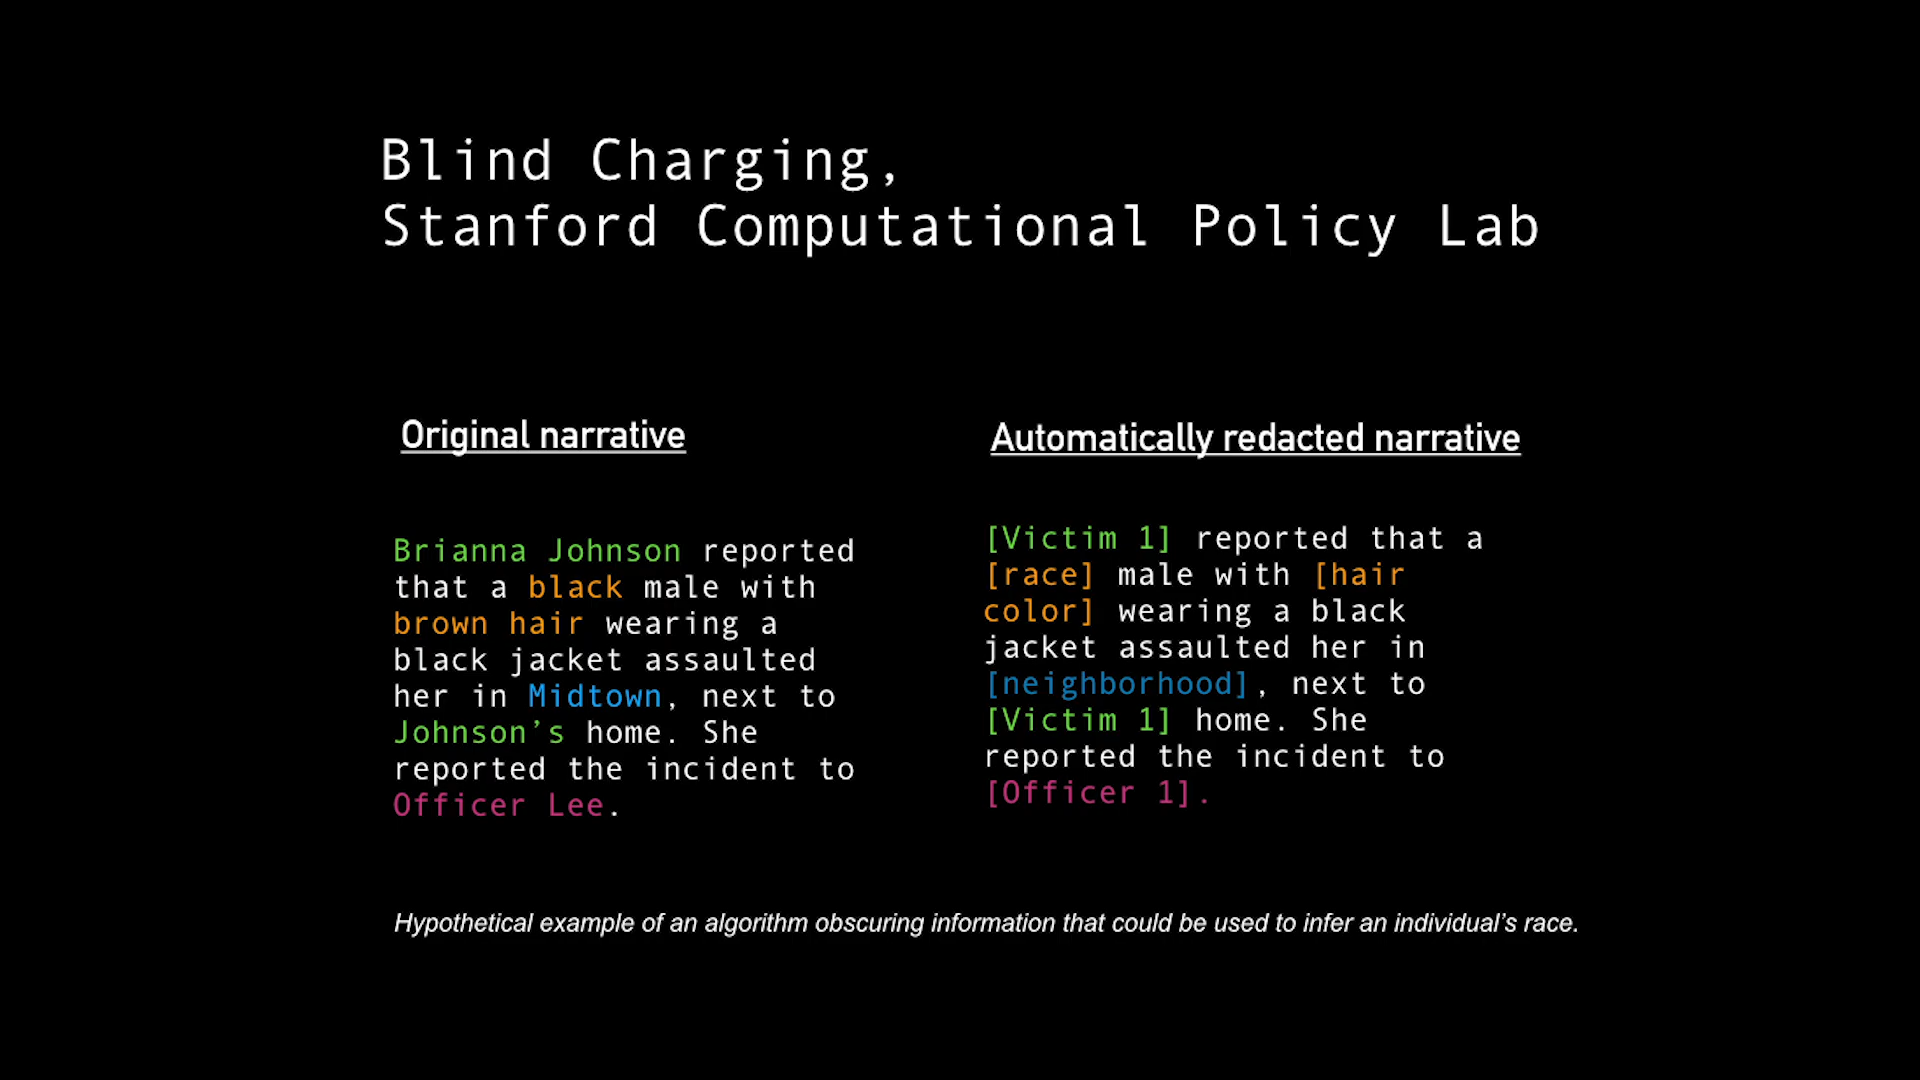 Blind Charging,
Stanford Computational Policy Lab
Original narrative
Brianna Johnson reported
that a black male with
brown hair wearing a
black jacket assaulted
her in Midtown, next to
Johnson’s home. She
reported the incident to
Officer Lee.
Automatically redacted narrative
[Victim 1] reported that a
[race] male with [hair
color] wearing a black
jacket assaulted her in
[neighborhood], next to
[Victim 1] home. She
reported the incident to
[Officer 1].
Hypothetical example of an algorithm obscuring information that could be used to infer an individual’s race.